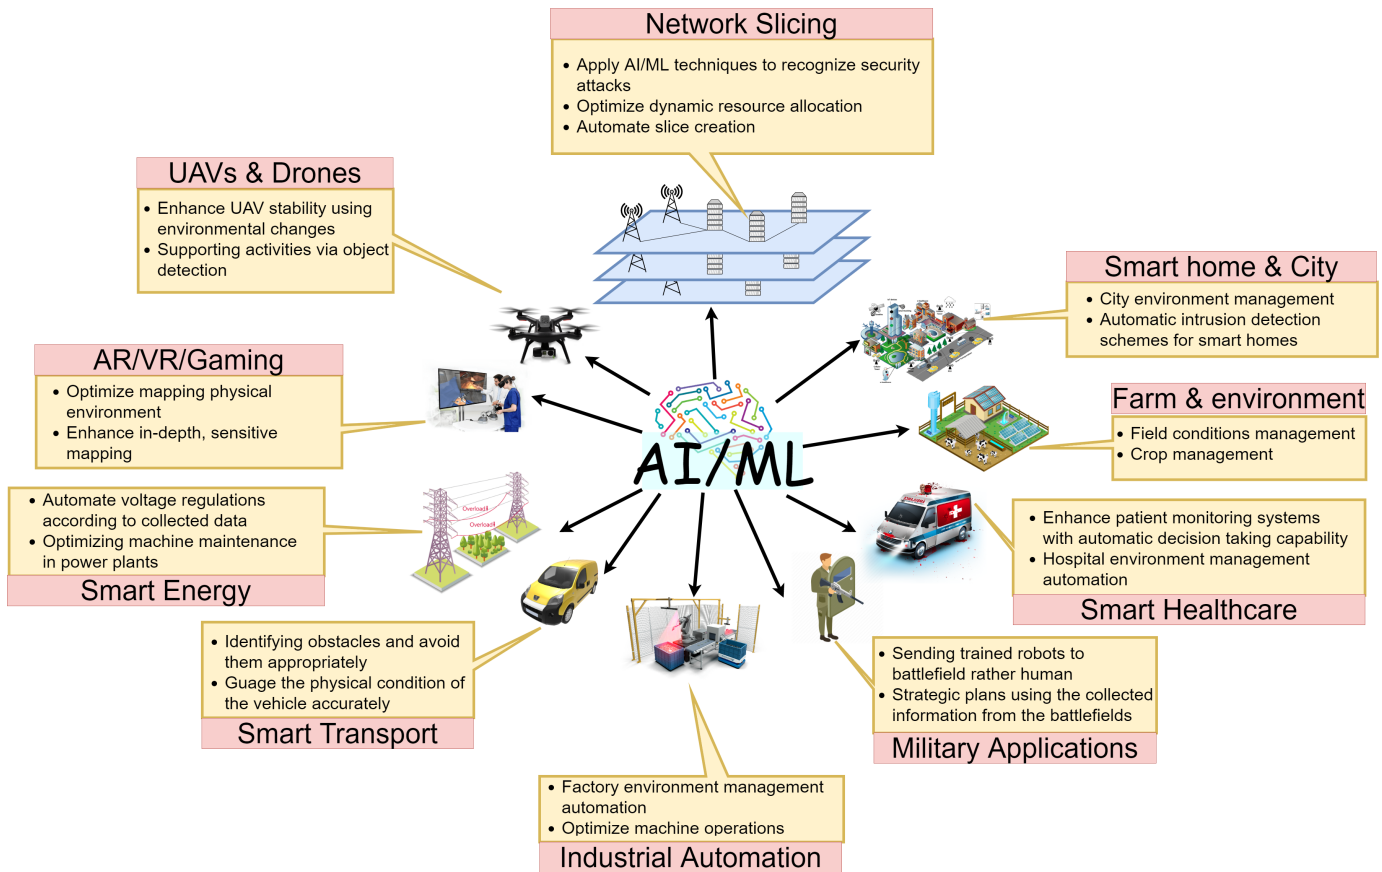 Network Slicing
• Apply AI/ML techniques to recognize security
attacks
• Optimize dynamic resource allocation
• Automate slice creation
UAVs & Drones
• Enhance UAV stability using
environmental changes
• Supporting activities via object
detection
Smart home & City
• City environment management
• Automatic intrusion detection
schemes for smart homes
AR/VR/Gaming
• Optimize mapping physical
environment
• Enhance in-depth, sensitive
mapping
Farm & environment
• Field conditions management
• Crop management
AI/ML
• Automate voltage regulations
according to collected data
• Optimizing machine maintenance
in power plants
Smart Energy
Overload!!
Overload!!
• Enhance patient monitoring systems
with automatic decision taking capability
• Hospital environment management
automation
Smart Healthcare
• Identifying obstacles and avoid
them appropriately
• Guage the physical condition of
the vehicle accurately
Smart Transport
• Sending trained robots to
battlefield rather human
• Strategic plans using the collected
information from the battlefields
Military Applications
• Factory environment management
automation
• Optimize machine operations
Industrial Automation